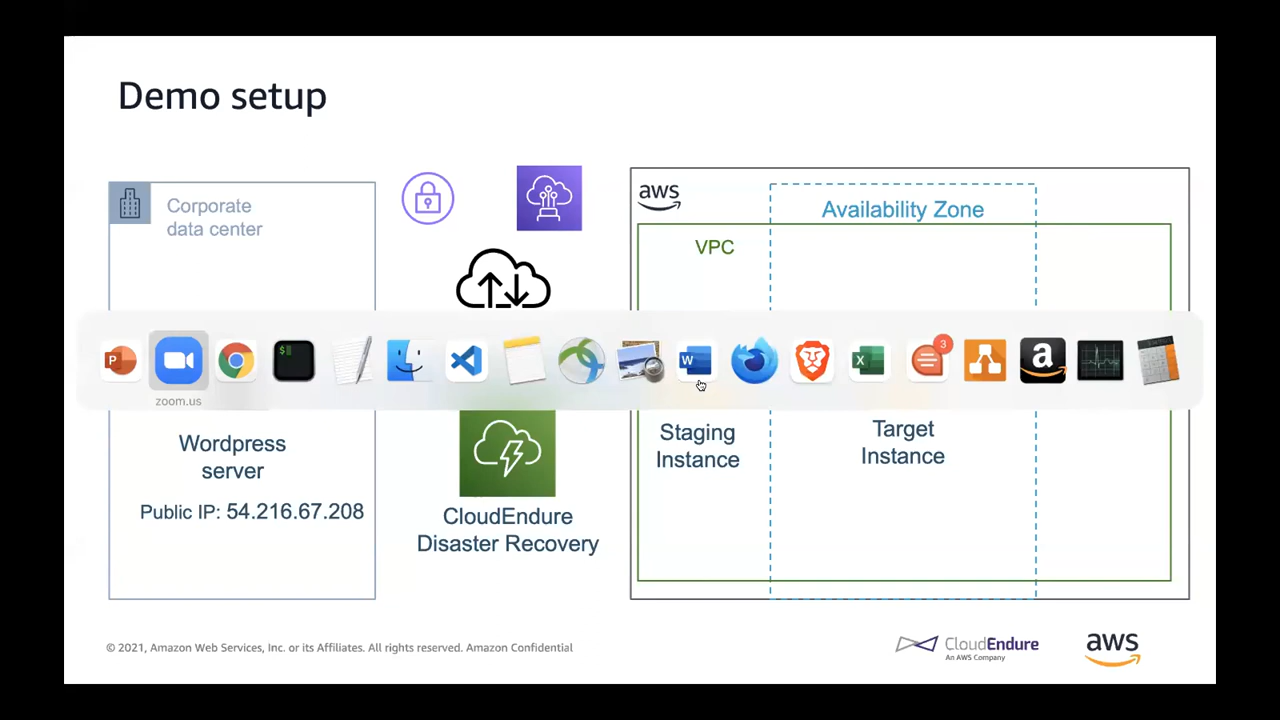 Demo setup
Corporate
data center
aws
Availability Zone
VPC
P
$
W
X
3
a
zoom.us
Wordpress
server
Public IP: 54.216.67.208
CloudEndure
Disaster Recovery
Staging
Instance
Target
Instance
© 2021, Amazon Web Services, Inc. or its Affiliates. All rights reserved. Amazon Confidential
CloudEndure
An AWS Company
aws